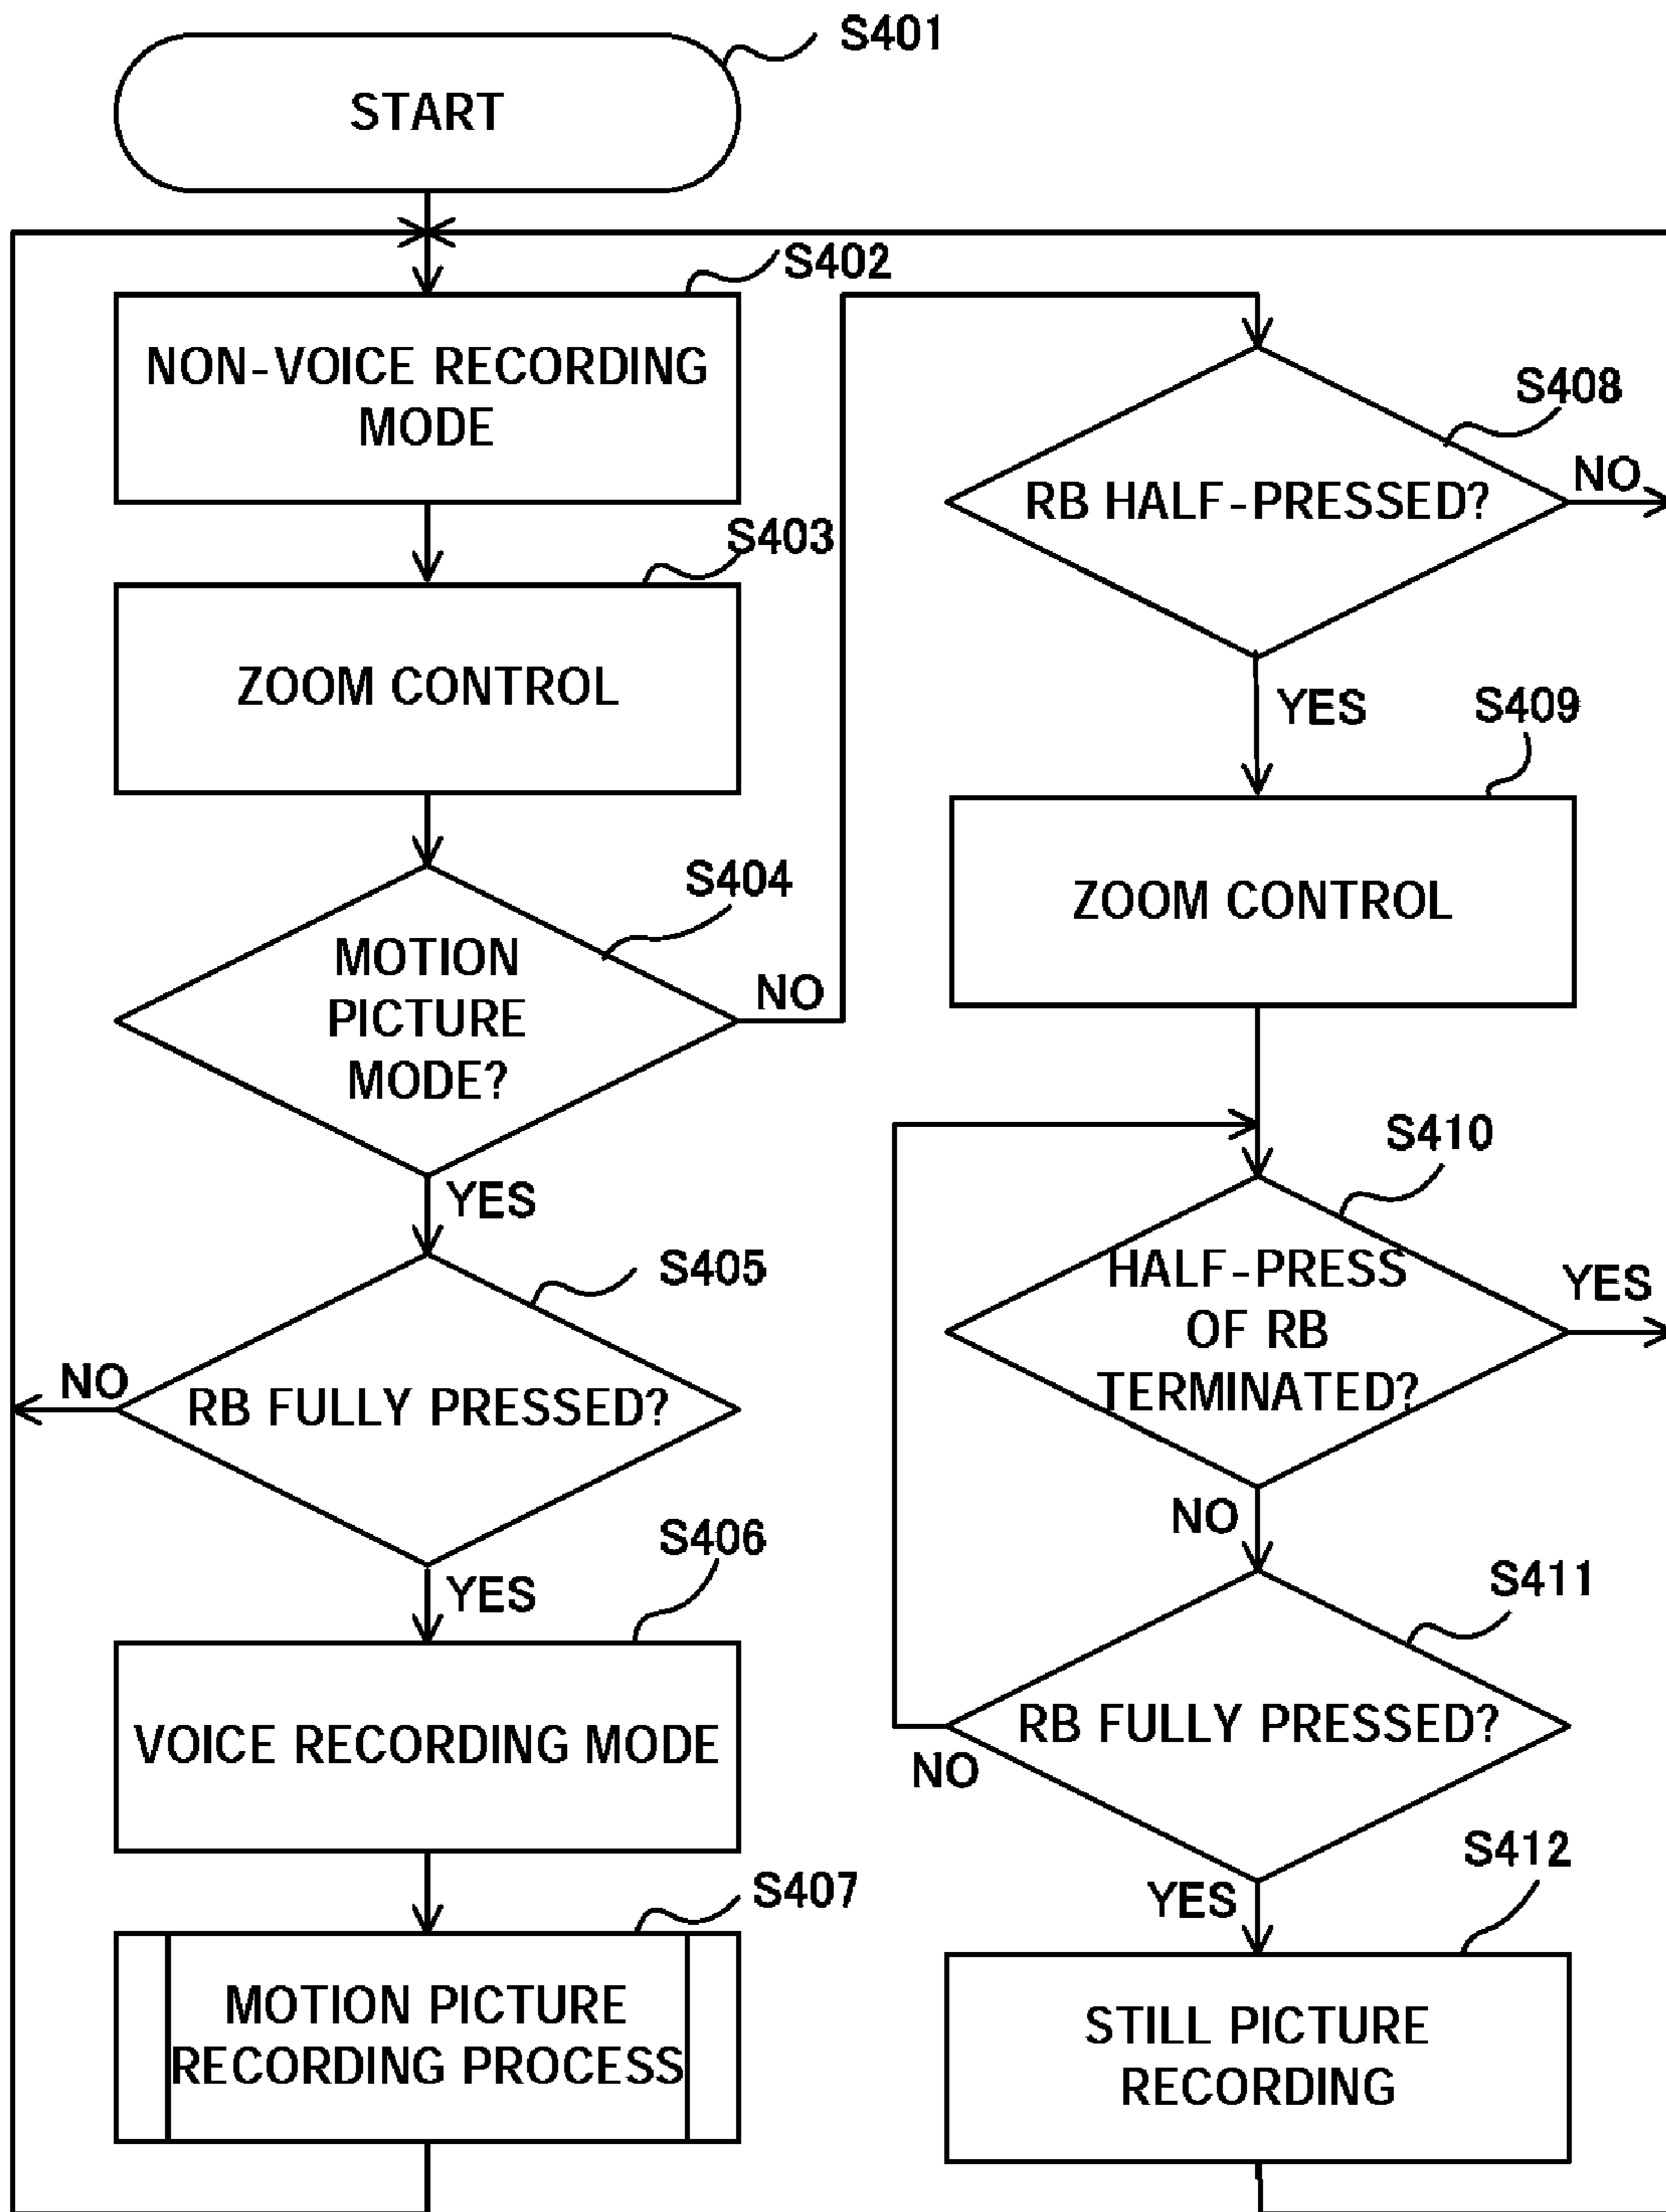 S401
START
S402
NON-VOICE RECORDING
MODE
S403
ZOOM CONTROL
S404
MOTION
PICTURE
MODE?
NO
YES
S405
NO
RB FULLY PRESSED?
YES
S406
VOICE RECORDING MODE
S407
MOTION PICTURE
RECORDING PROCESS
S408
RB HALF-PRESSED?
NO
YES
S409
ZOOM CONTROL
S410
HALF-PRESS
OF RB
TERMINATED?
YES
NO
S411
RB FULLY PRESSED?
NO
YES
S412
STILL PICTURE
RECORDING